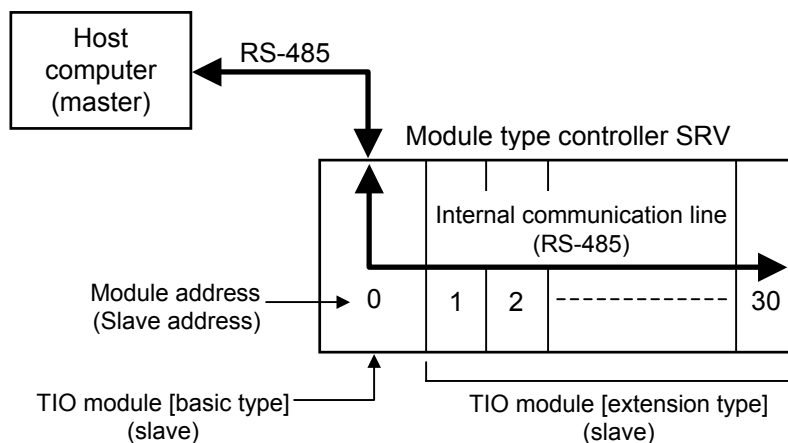 Host
computer
(master)
RS-485
Module type controller SRV
Internal communication line
(RS-485)
Module address
(Slave address)
0
1
2
30
TIO module [basic type]
(slave)
TIO module [extension type]
(slave)